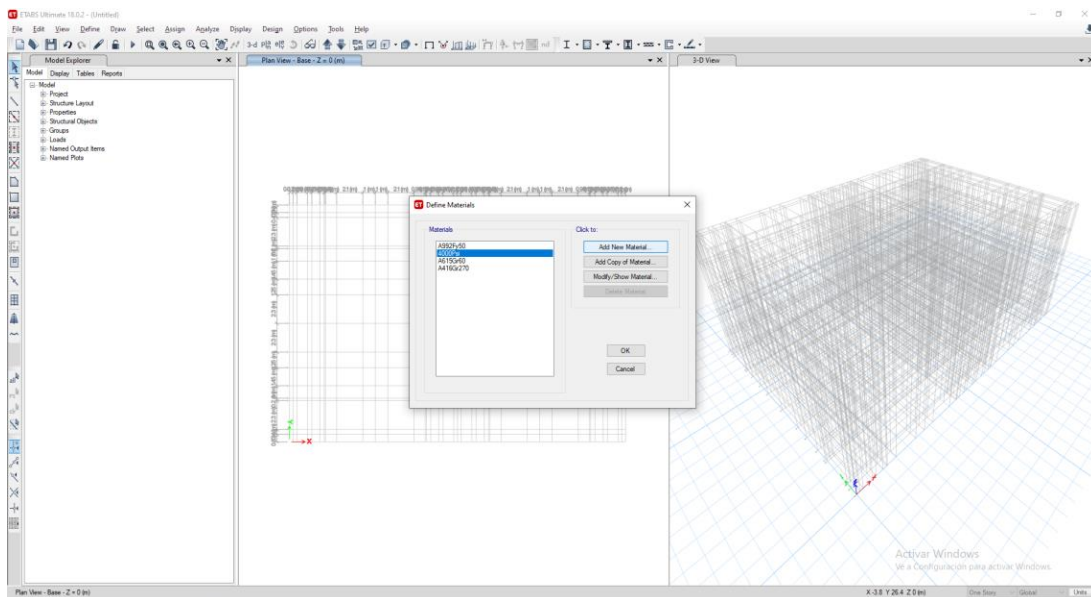 ETABS Ultimate 18.0.2 - (Untitled)
File Edit View Define Draw Select Assign Analyze Display Design Options Tools Help
Model Explorer
Plan View - Base - Z = 0 (m)
3-D View
Model Display Tables Reports
Model
Project
Structure Layout
Properties
Structural Objects
Groups
Loads
Named Output Items
Named Plots
Define Materials
Materials
Click to:
A992Fy50
4000Psi
A615Gr60
A416Gr270
Add New Material...
Add Copy of Material...
Modify/Show Material...
Delete Material
OK
Cancel
X
Activar Windows
Ve a Configuración para activar Windows.
Plan View - Base - Z = 0 (m)
X -3.8 Y 26.4 Z 0 (m)
One Story
Global
Units...